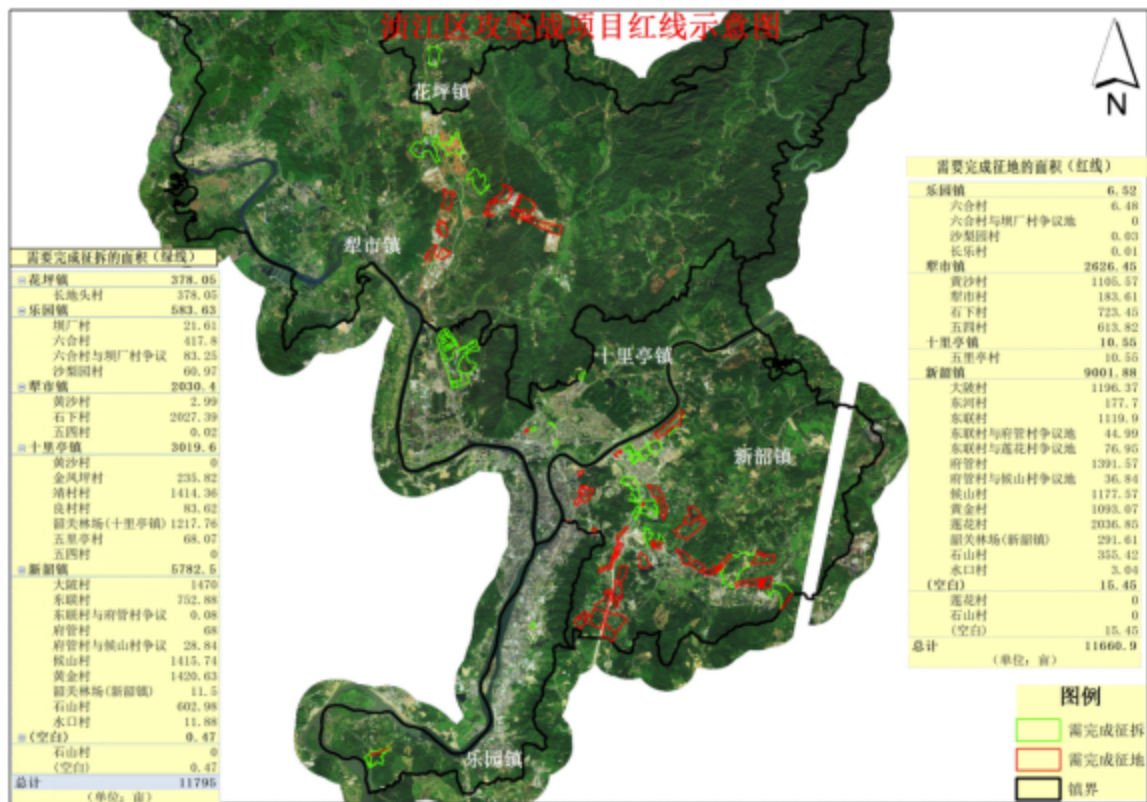 浈江区攻坚战项目红线示意图
N
花坪镇
犁市镇
十里亭镇
新韶镇
乐园镇
需要完成征拆的面积（绿线）
花坪镇 378.05
长地头村 378.05
乐园镇 583.63
坝厂村 21.61
六合村 417.8
六合村与坝厂村争议 83.25
沙梨园村 60.97
犁市镇 2030.4
黄沙村 2.99
石下村 2027.39
五四村 0.02
十里亭镇 3019.6
黄沙村 0
金凤坪村 235.82
靖村村 1414.36
良村村 83.62
韶关林场(十里亭镇) 1217.76
五里亭村 68.07
五四村 0
新韶镇 5782.5
大陂村 1470
东联村 752.88
东联村与府管村争议 0.08
府管村 68
府管村与候山村争议 28.84
候山村 1415.74
黄金村 1420.63
韶关林场(新韶镇) 11.5
石山村 602.98
水口村 11.88
(空白) 0.47
石山村 0
(空白) 0.47
总计 11795
(单位：亩)
需要完成征地的面积（红线）
乐园镇 6.52
六合村 6.48
六合村与坝厂村争议地 0
沙梨园村 0.03
长乐村 0.01
犁市镇 2626.45
黄沙村 1105.57
犁市村 183.61
石下村 723.45
五四村 613.82
十里亭镇 10.55
五里亭村 10.55
新韶镇 9001.88
大陂村 1196.37
东河村 177.7
东联村 1119.9
东联村与府管村争议地 44.99
东联村与莲花村争议地 76.95
府管村 1391.57
府管村与候山村争议地 36.84
候山村 1177.57
黄金村 1093.07
莲花村 2036.85
韶关林场(新韶镇) 291.61
石山村 355.42
水口村 3.04
(空白) 15.45
莲花村 0
石山村 0
(空白) 15.45
总计 11660.9
(单位：亩)
图例
需完成征拆
需完成征地
镇界